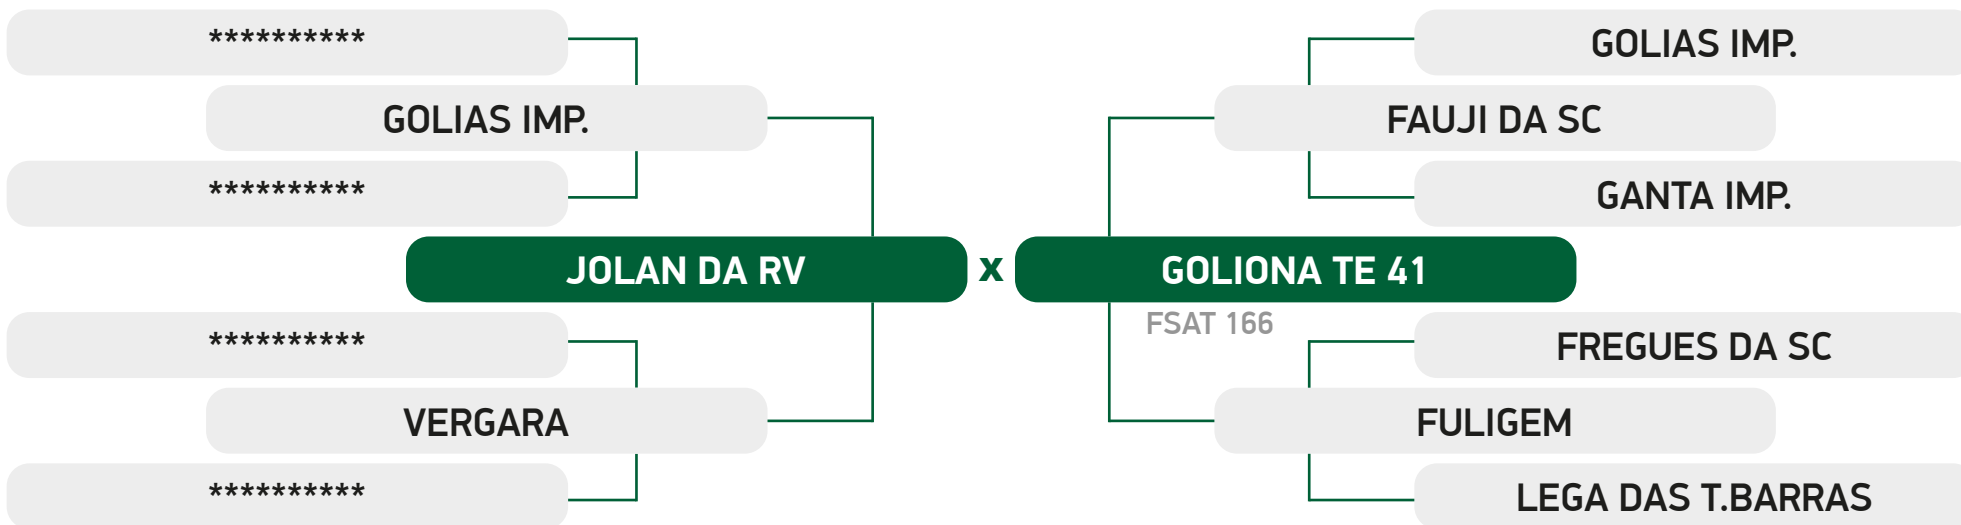 **********
GOLIAS IMP.
**********
JOLAN DA RV
**********
VERGARA
**********
x
GOLIAS IMP.
FAUJI DA SC
GANTA IMP.
GOLIONA TE 41
FSAT 166
FREGUES DA SC
FULIGEM
LEGA DAS T.BARRAS